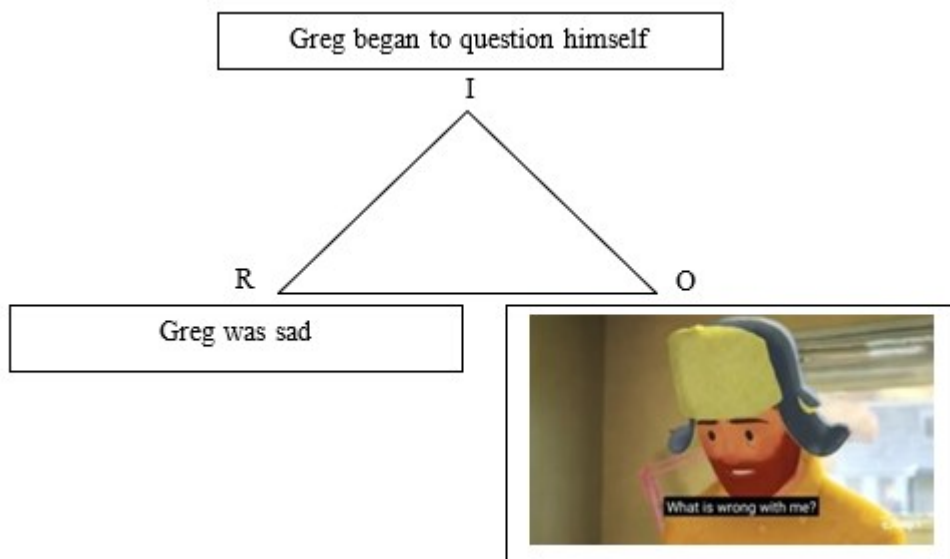 Greg began to question himself
I
R
O
Greg was sad
What is wrong with me?